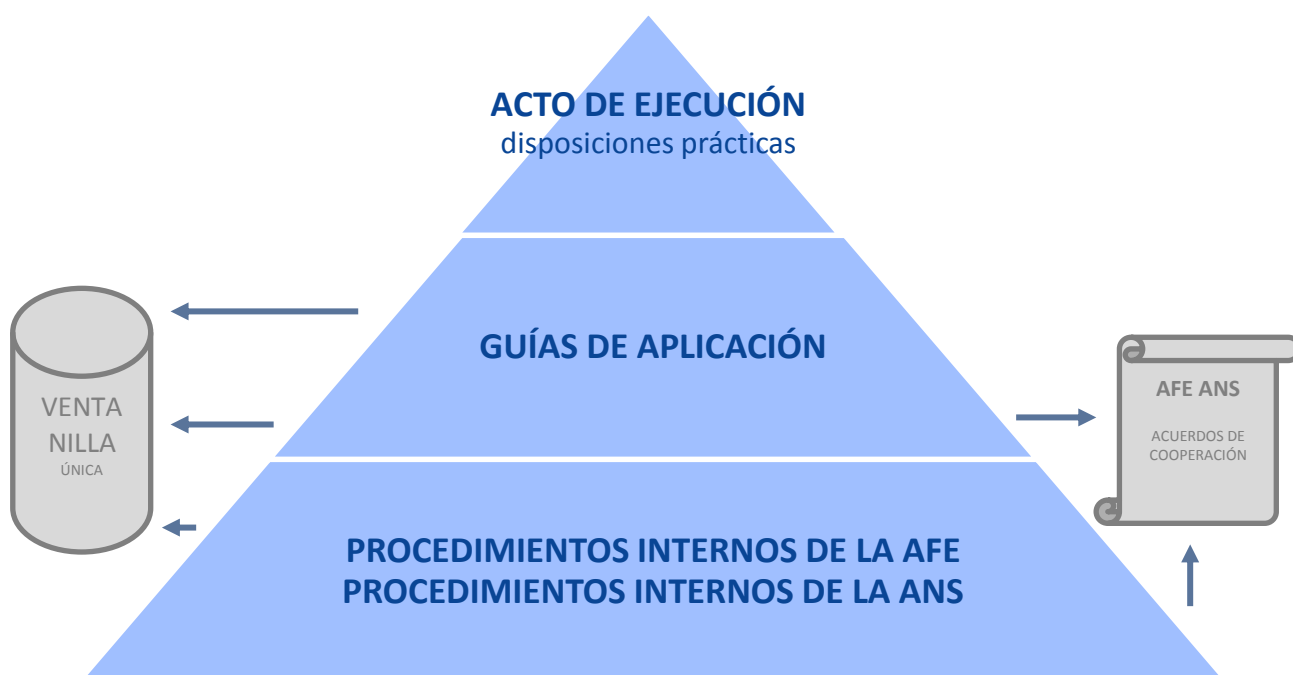 ACTO DE EJECUCIÓN
disposiciones prácticas
GUÍAS DE APLICACIÓN
VENTA
NILLA
ÚNICA
AFE ANS
ACUERDOS DE
COOPERACIÓN
PROCEDIMIENTOS INTERNOS DE LA AFE
PROCEDIMIENTOS INTERNOS DE LA ANS